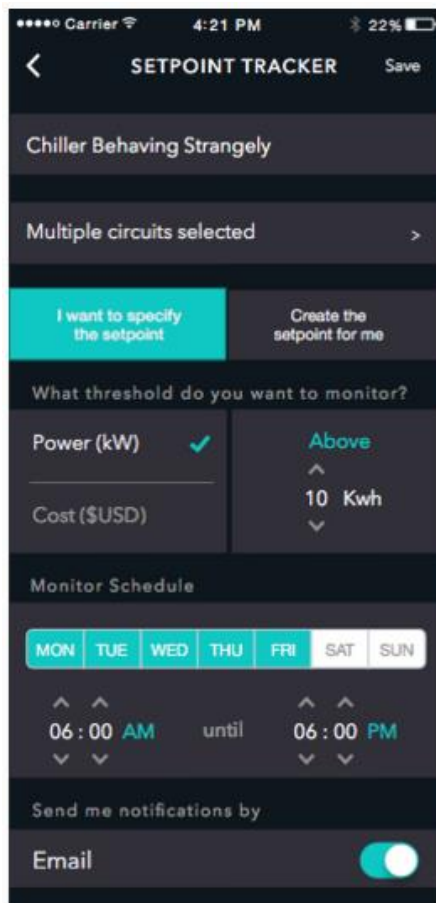 Carrier 4:21 PM 22%
SETPOINT TRACKER Save
Chiller Behaving Strangely
Multiple circuits selected >
I want to specify
the setpoint
Create the
setpoint for me
What threshold do you want to monitor?
Power (kW)
Cost ($USD)
Above
10 Kwh
Monitor Schedule
MON TUE WED THU FRI SAT SUN
06 : 00 AM until 06 : 00 PM
Send me notifications by
Email